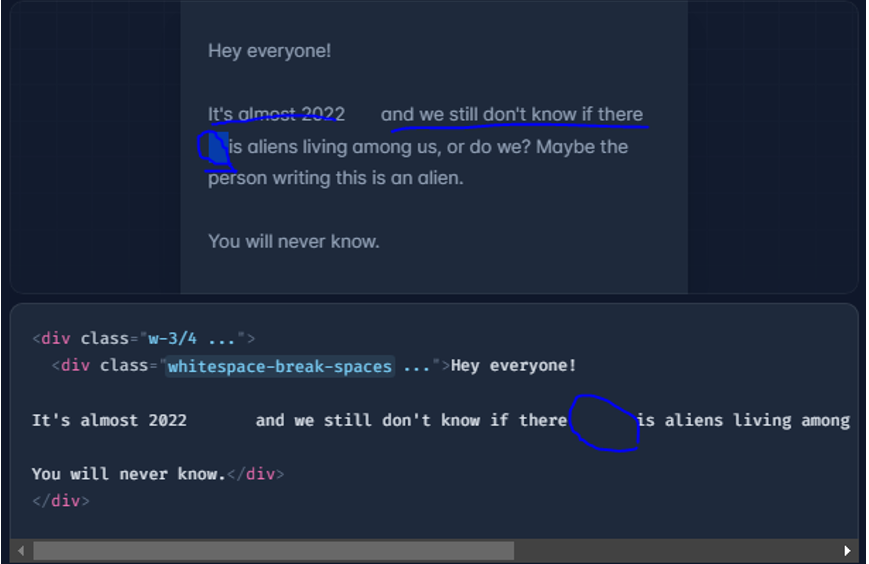 Hey everyone!
It's almost 2022      and we still don't know if there
is aliens living among us, or do we? Maybe the
person writing this is an alien.
You will never know.
<div class="w-3/4 ...">
  <div class="whitespace-break-spaces ...">Hey everyone!
It's almost 2022       and we still don't know if there       is aliens living among
You will never know.</div>
</div>